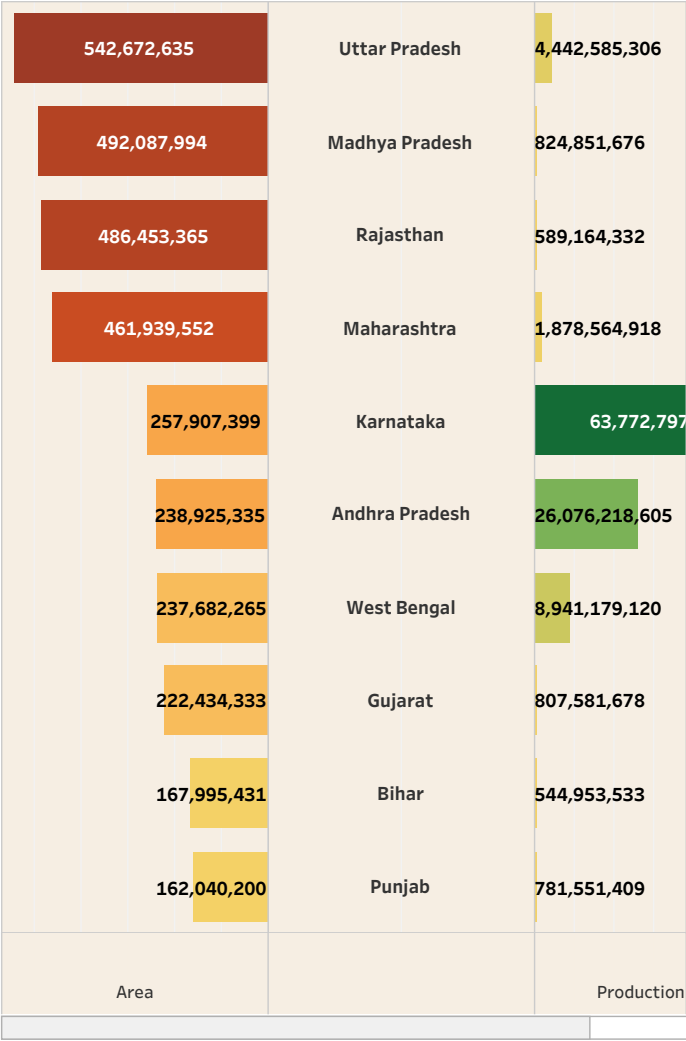 542,672,635 Uttar Pradesh 4,442,585,306
492,087,994 Madhya Pradesh 824,851,676
486,453,365 Rajasthan 589,164,332
461,939,552 Maharashtra 1,878,564,918
257,907,399 Karnataka 63,772,797
238,925,335 Andhra Pradesh 26,076,218,605
237,682,265 West Bengal 8,941,179,120
222,434,333 Gujarat 807,581,678
167,995,431 Bihar 544,953,533
162,040,200 Punjab 781,551,409
Area Production